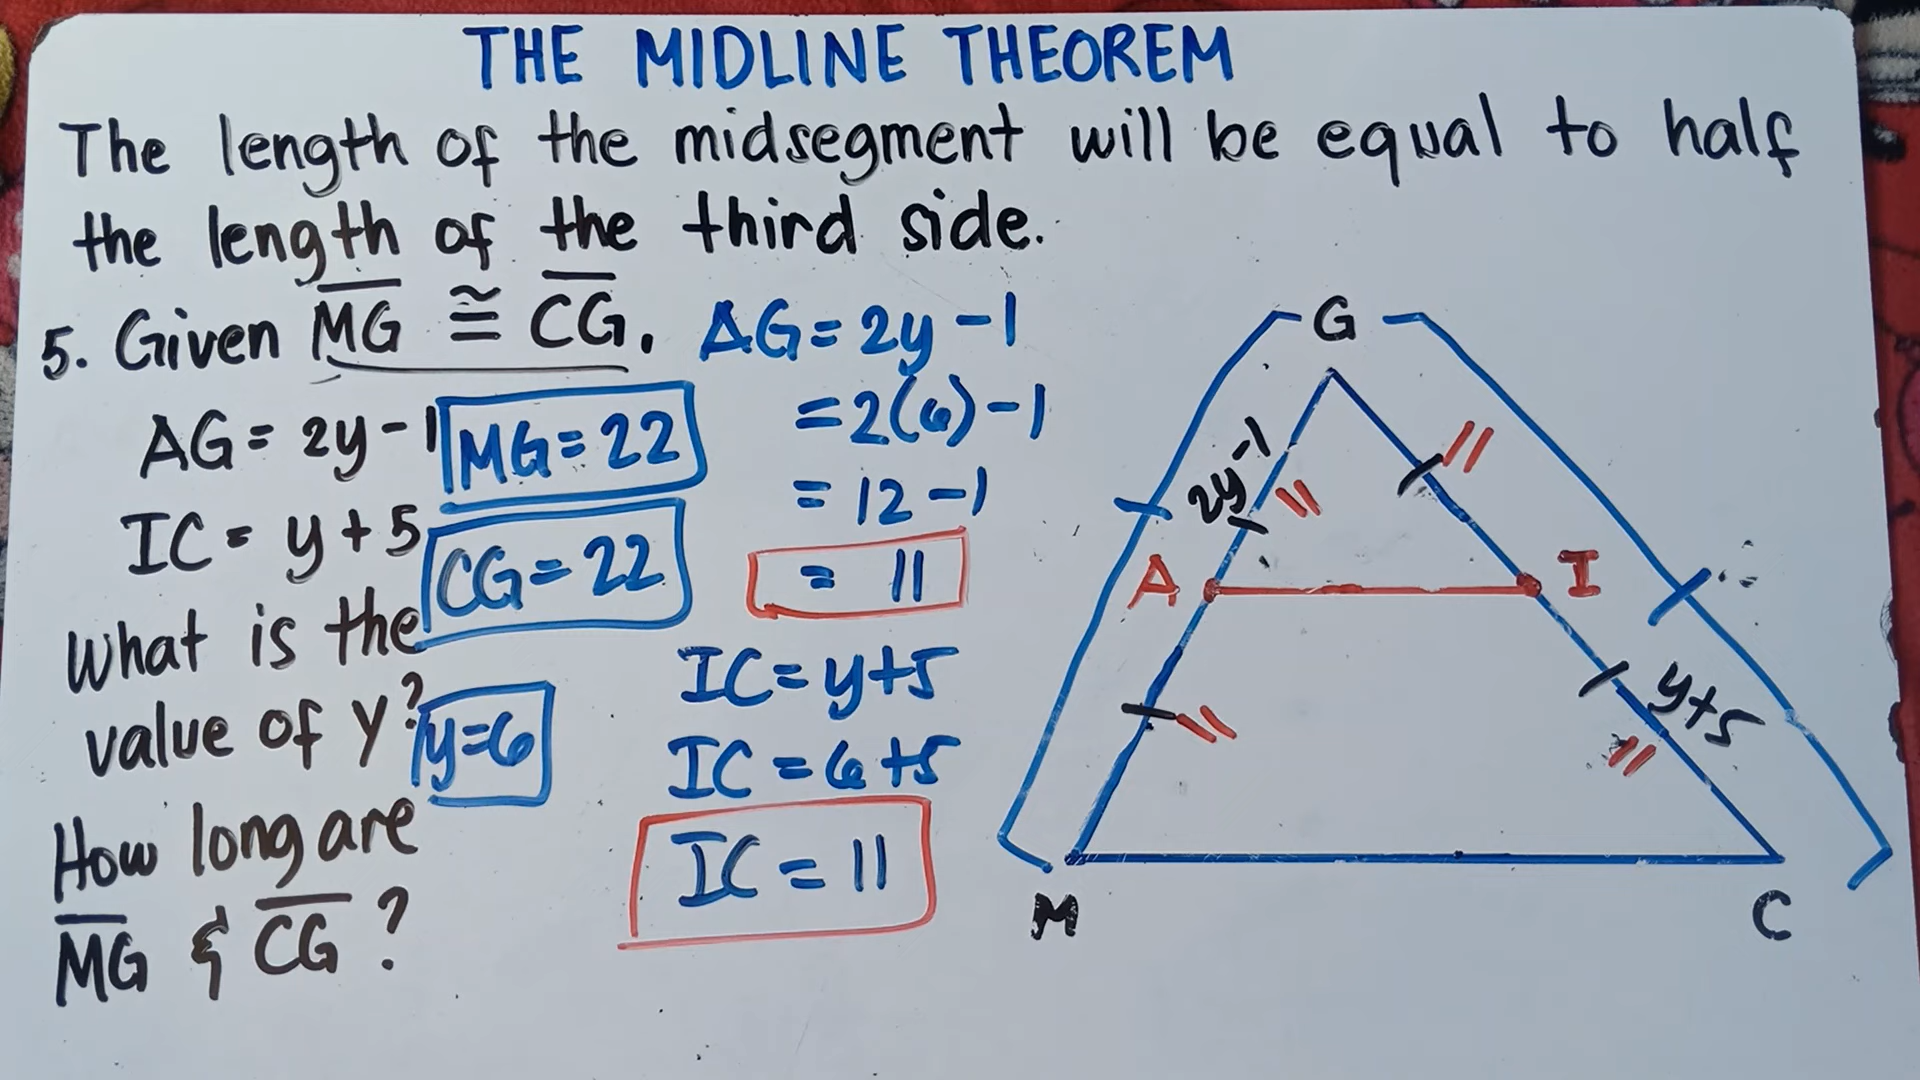 THE MIDLINE THEOREM
The length of the midsegment will be equal to half
the length of the third side.
5. Given MG ≅ CG.
AG = 2y - 1
IC = y + 5
What is the
value of y?
How long are
MG & CG?
MG = 22
CG = 22
y = 6
AG = 2y - 1
= 2(6) - 1
= 12 - 1
= 11
IC = y + 5
IC = 6 + 5
IC = 11
G
2y - 1
A
I
y + 5
M
C